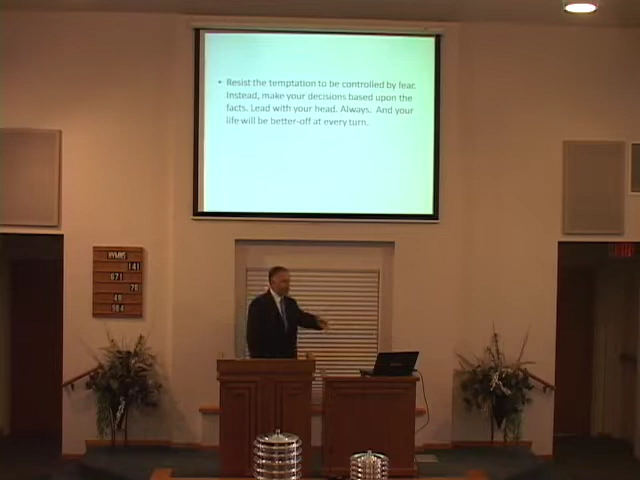 • Resist the temptation to be controlled by fear.
Instead, make your decisions based upon the
facts. Lead with your head. Always. And your
life will be better-off at every turn.
HYMNS
141
671
78
48
564
EXIT